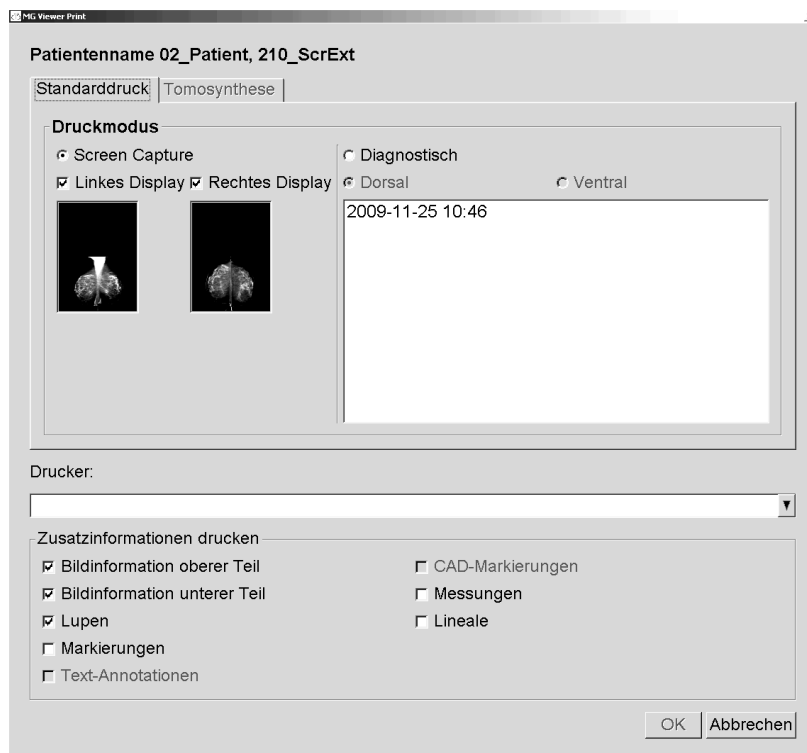 MG Viewer Print
Patientenname 02_Patient, 210_ScrExt
Standarddruck Tomosynthese
Druckmodus
Screen Capture
Linkes Display Rechtes Display
Diagnostisch
Dorsal Ventral
2009-11-25 10:46
Drucker:
Zusatzinformationen drucken
Bildinformation oberer Teil
Bildinformation unterer Teil
Lupen
Markierungen
Text-Annotationen
CAD-Markierungen
Messungen
Lineale
OK Abbrechen